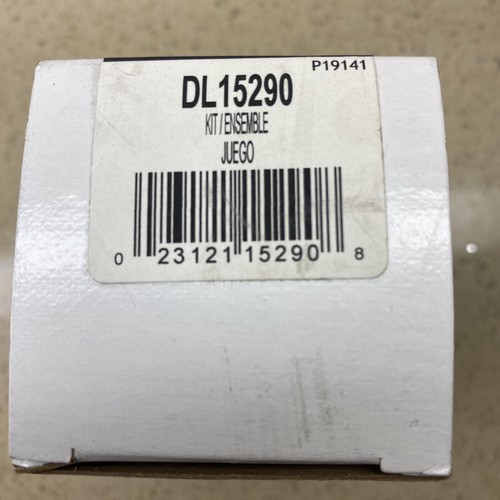 P19141
DL15290
KIT / ENSEMBLE
JUEGO
0 23121 15290 8